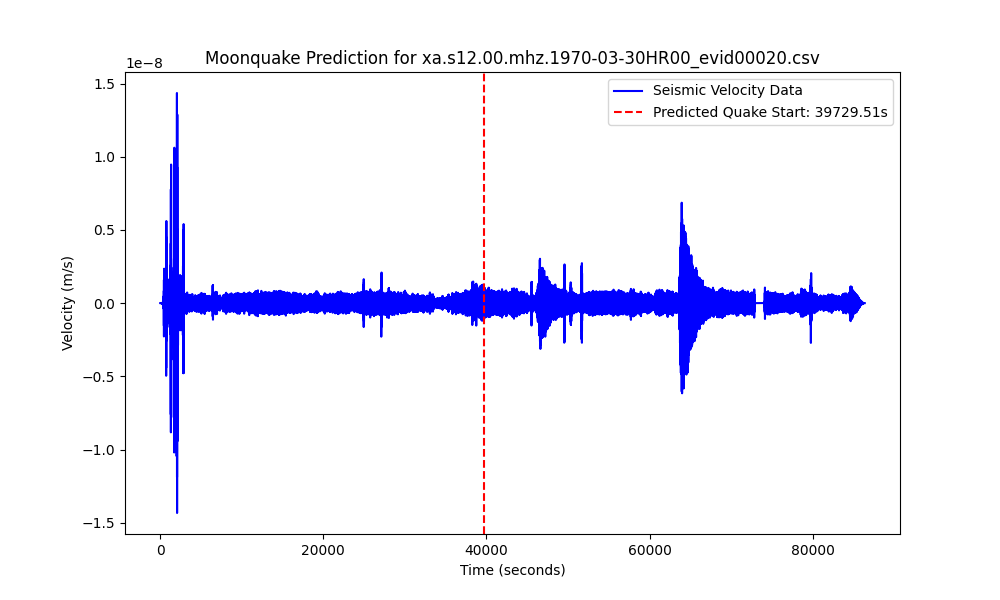 Moonquake Prediction for xa.s12.00.mhz.1970-03-30HR00_evid00020.csv
1e−8
Seismic Velocity Data
Predicted Quake Start: 39729.51s
1.5
1.0
0.5
0.0
−0.5
−1.0
−1.5
Velocity (m/s)
0 20000 40000 60000 80000
Time (seconds)